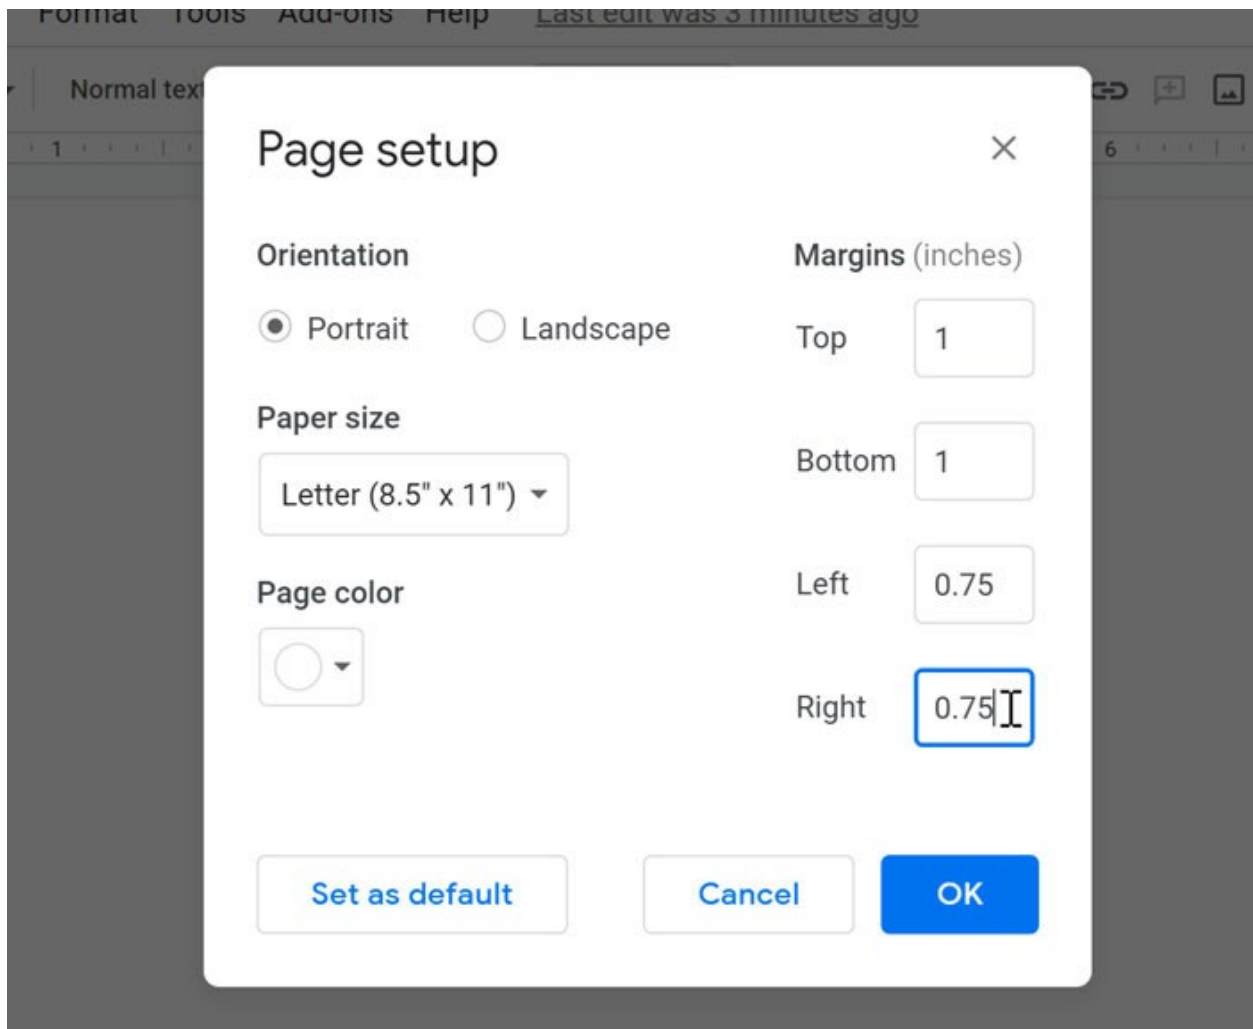 Format Tools Add-ons Help Last edit was 3 minutes ago
Normal text
1 6
Page setup
Orientation
Portrait Landscape
Paper size
Letter (8.5" x 11")
Page color
Margins (inches)
Top 1
Bottom 1
Left 0.75
Right 0.75
Set as default Cancel OK